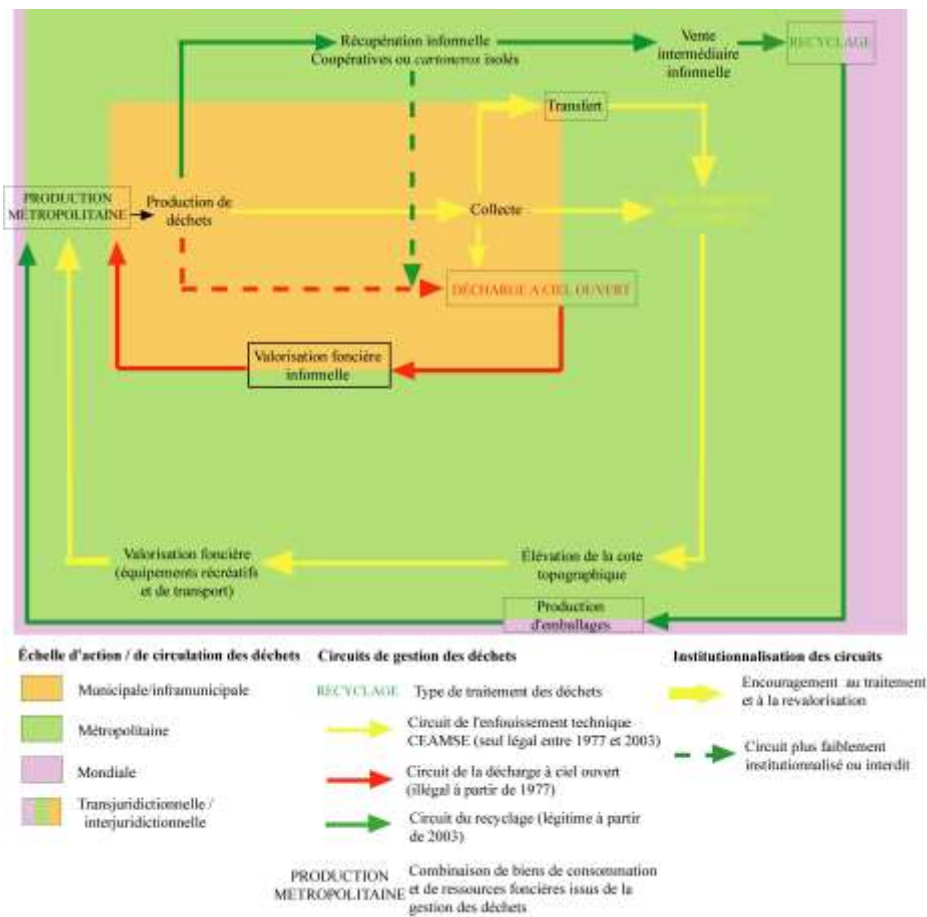 Récupération informelle
Coopératives ou cartoneros isolés
Vente
intermédiaire
informelle
RECYCLAGE
Transfert
PRODUCTION
MÉTROPOLITAINE
Production de
déchets
Collecte
DÉCHARGE A CIEL OUVERT
Valorisation foncière
informelle
Valorisation foncière
(équipements récréatifs
et de transport)
Élévation de la cote
topographique
Production
d'emballages
Échelle d'action / de circulation des déchets
Municipale/inframunicipale
Métropolitaine
Mondiale
Transjuridictionnelle /
interjuridictionnelle
Circuits de gestion des déchets
RECYCLAGE Type de traitement des déchets
Circuit de l'enfouissement technique
CEAMSE (seul légal entre 1977 et 2003)
Circuit de la décharge à ciel ouvert
(illégal à partir de 1977)
Circuit du recyclage (légitime à partir
de 2003)
PRODUCTION
METROPOLITAINE
Combinaison de biens de consommation
et de ressources foncières issus de la
gestion des déchets
Institutionnalisation des circuits
Encouragement au traitement
et à la revalorisation
Circuit plus faiblement
institutionnalisé ou interdit